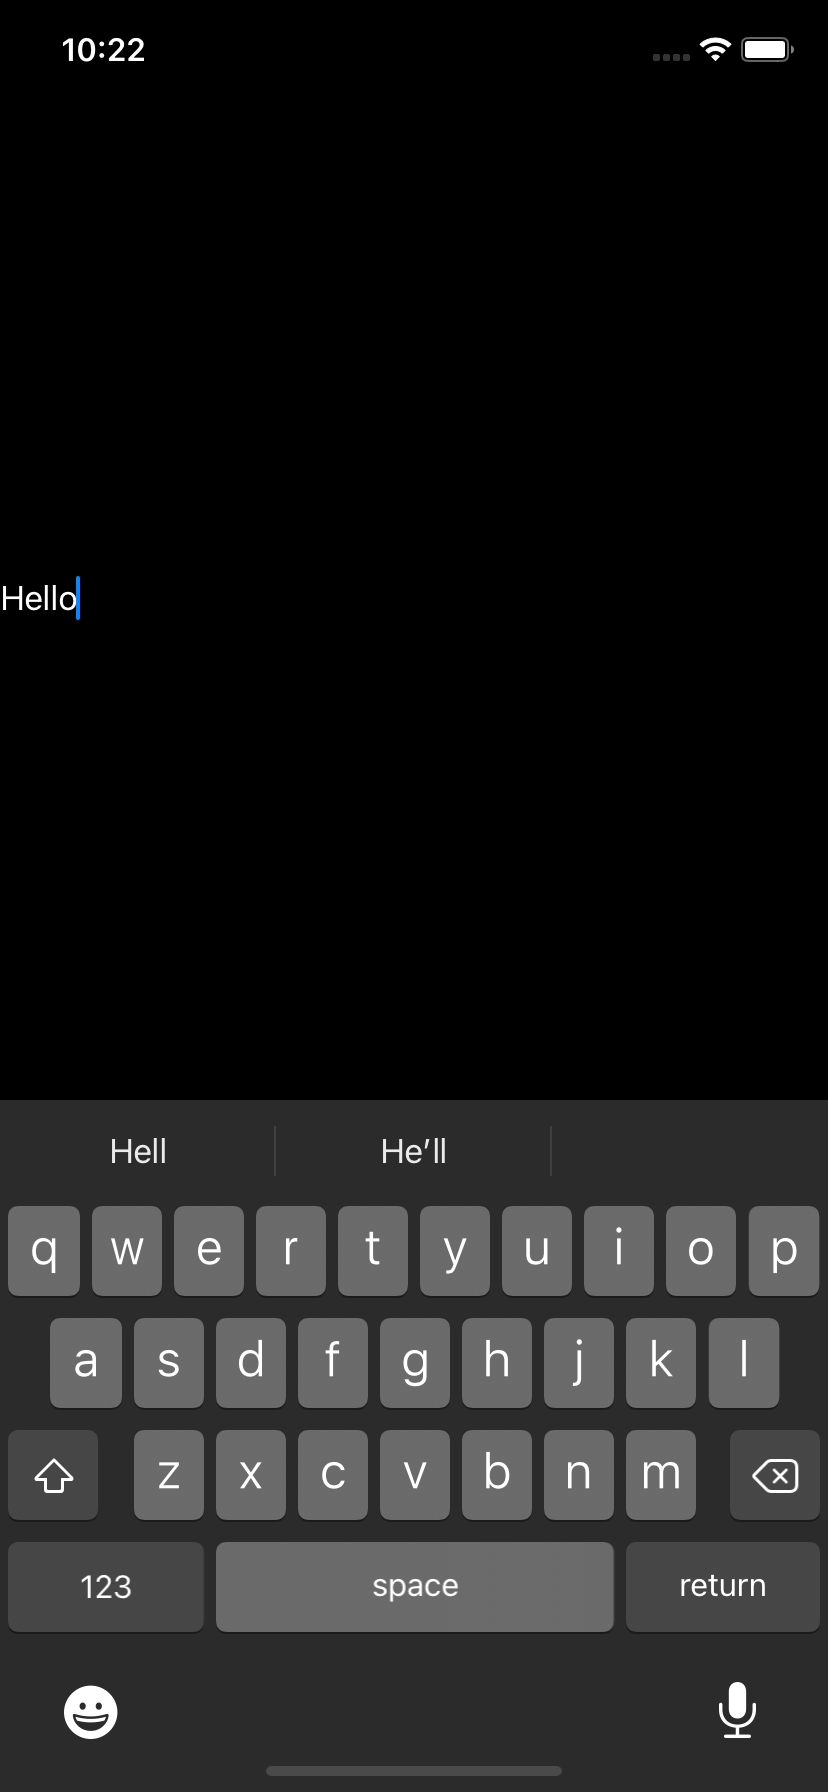 10:22
Hello
Hell He’ll
q w e r t y u i o p
a s d f g h j k l
z x c v b n m
123 space return